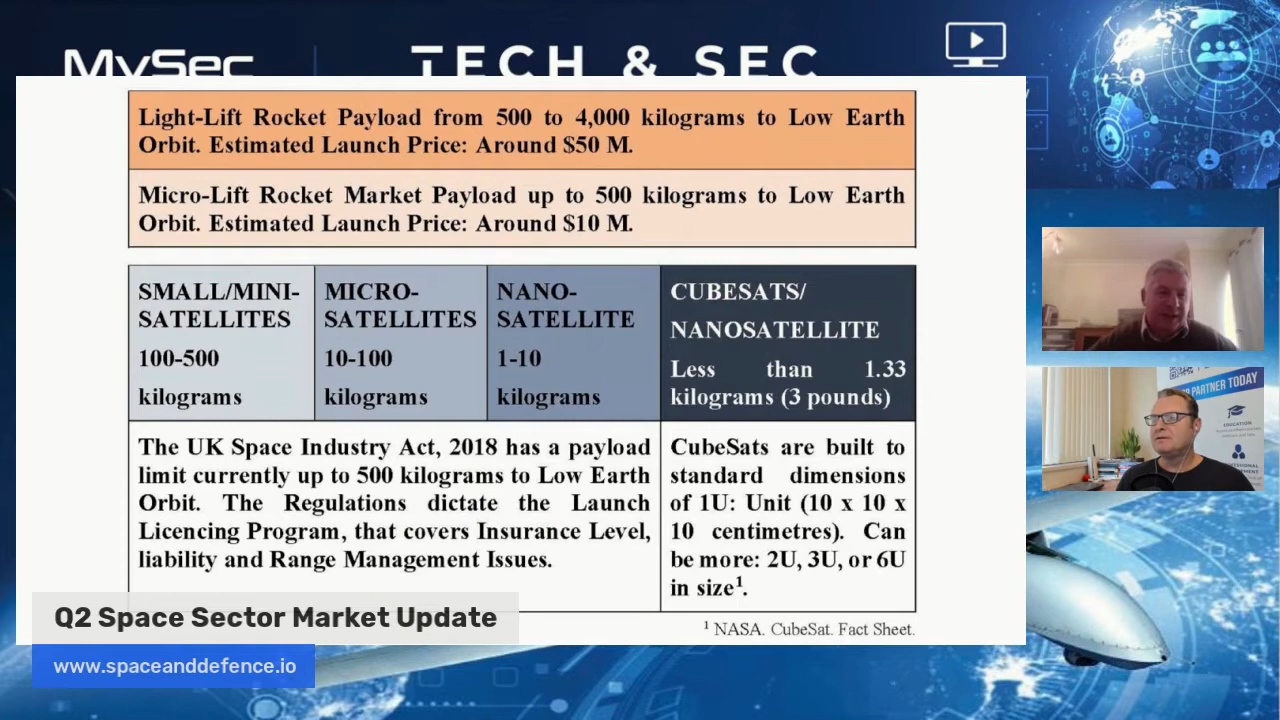 MySec
TECH & SEC
Light-Lift Rocket Payload from 500 to 4,000 kilograms to Low Earth
Orbit. Estimated Launch Price: Around $50 M.
Micro-Lift Rocket Market Payload up to 500 kilograms to Low Earth
Orbit. Estimated Launch Price: Around $10 M.
SMALL/MINI-
SATELLITES
100-500
kilograms
MICRO-
SATELLITES
10-100
kilograms
NANO-
SATELLITE
1-10
kilograms
CUBESATS/
NANOSATELLITE
Less than 1.33
kilograms (3 pounds)
The UK Space Industry Act, 2018 has a payload
limit currently up to 500 kilograms to Low Earth
Orbit. The Regulations dictate the Launch
Licencing Program, that covers Insurance Level,
liability and Range Management Issues.
CubeSats are built to
standard dimensions
of 1U: Unit (10 x 10 x
10 centimetres). Can
be more: 2U, 3U, or 6U
in size¹.
¹ NASA. CubeSat. Fact Sheet.
PARTNER TODAY
EDUCATION
Q2 Space Sector Market Update
www.spaceanddefence.io